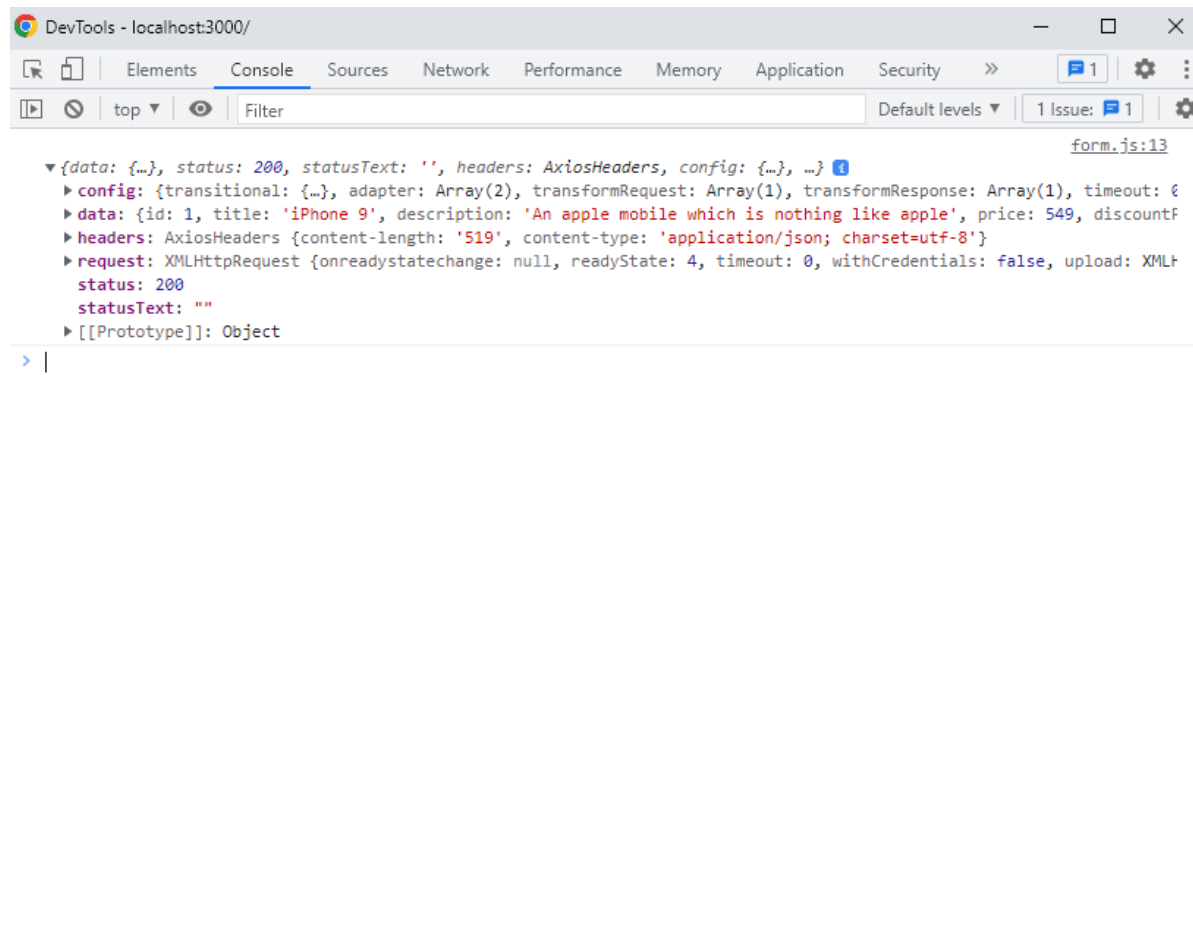 DevTools - localhost:3000/
Elements Console Sources Network Performance Memory Application Security » 1
top ▼ Filter Default levels ▼ 1 Issue: 1
form.js:13
▼{data: {…}, status: 200, statusText: '', headers: AxiosHeaders, config: {…}, …} i
▶config: {transitional: {…}, adapter: Array(2), transformRequest: Array(1), transformResponse: Array(1), timeout:
▶data: {id: 1, title: 'iPhone 9', description: 'An apple mobile which is nothing like apple', price: 549,
▶headers: AxiosHeaders {content-length: '519', content-type: 'application/json; charset=utf-8'}
▶request: XMLHttpRequest {onreadystatechange: null, readyState: 4, timeout: 0, withCredentials: false, upload:
status: 200
statusText: ""
▶[[Prototype]]: Object
>